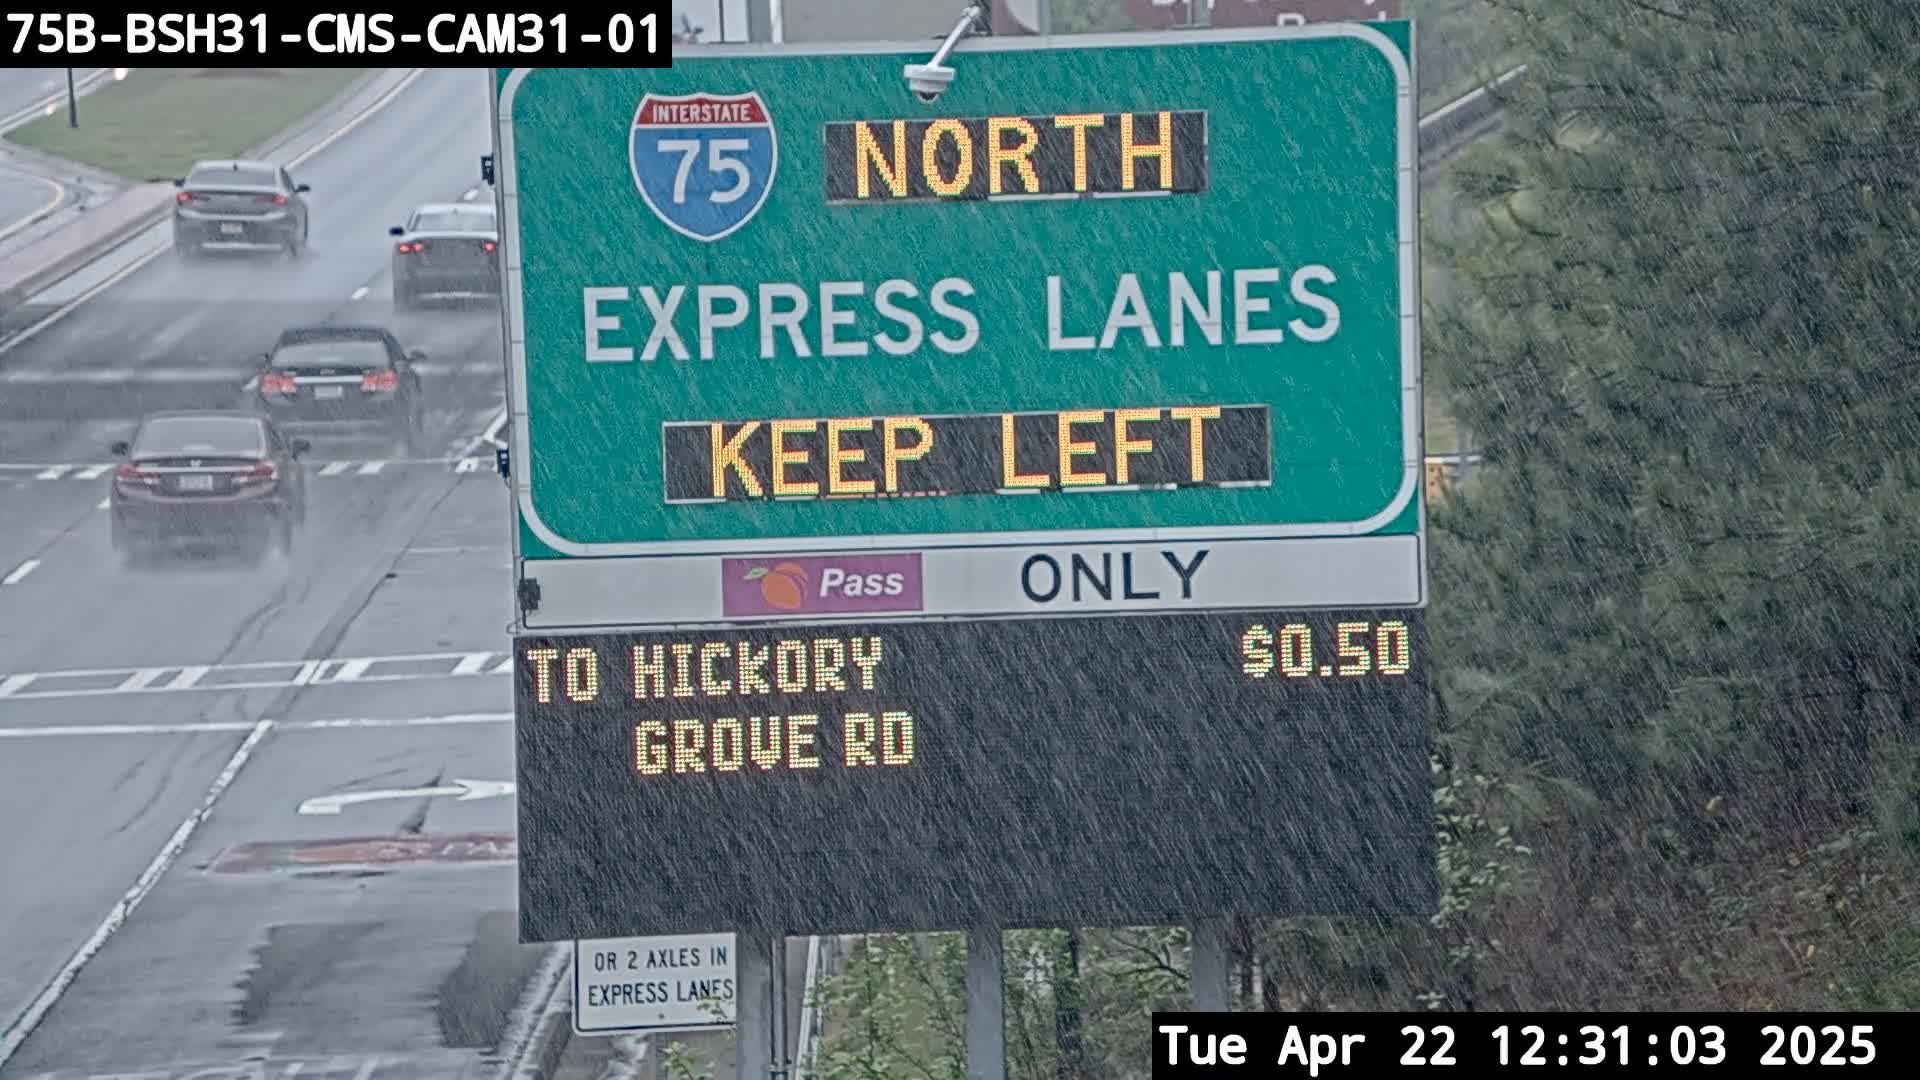 75B-BSH31-CMS-CAM31-01
INTERSTATE
75
NORTH
EXPRESS LANES
KEEP LEFT
Pass ONLY
TO HICKORY $0.50
GROVE RD
OR 2 AXLES IN
EXPRESS LANES
Tue Apr 22 12:31:03 2025